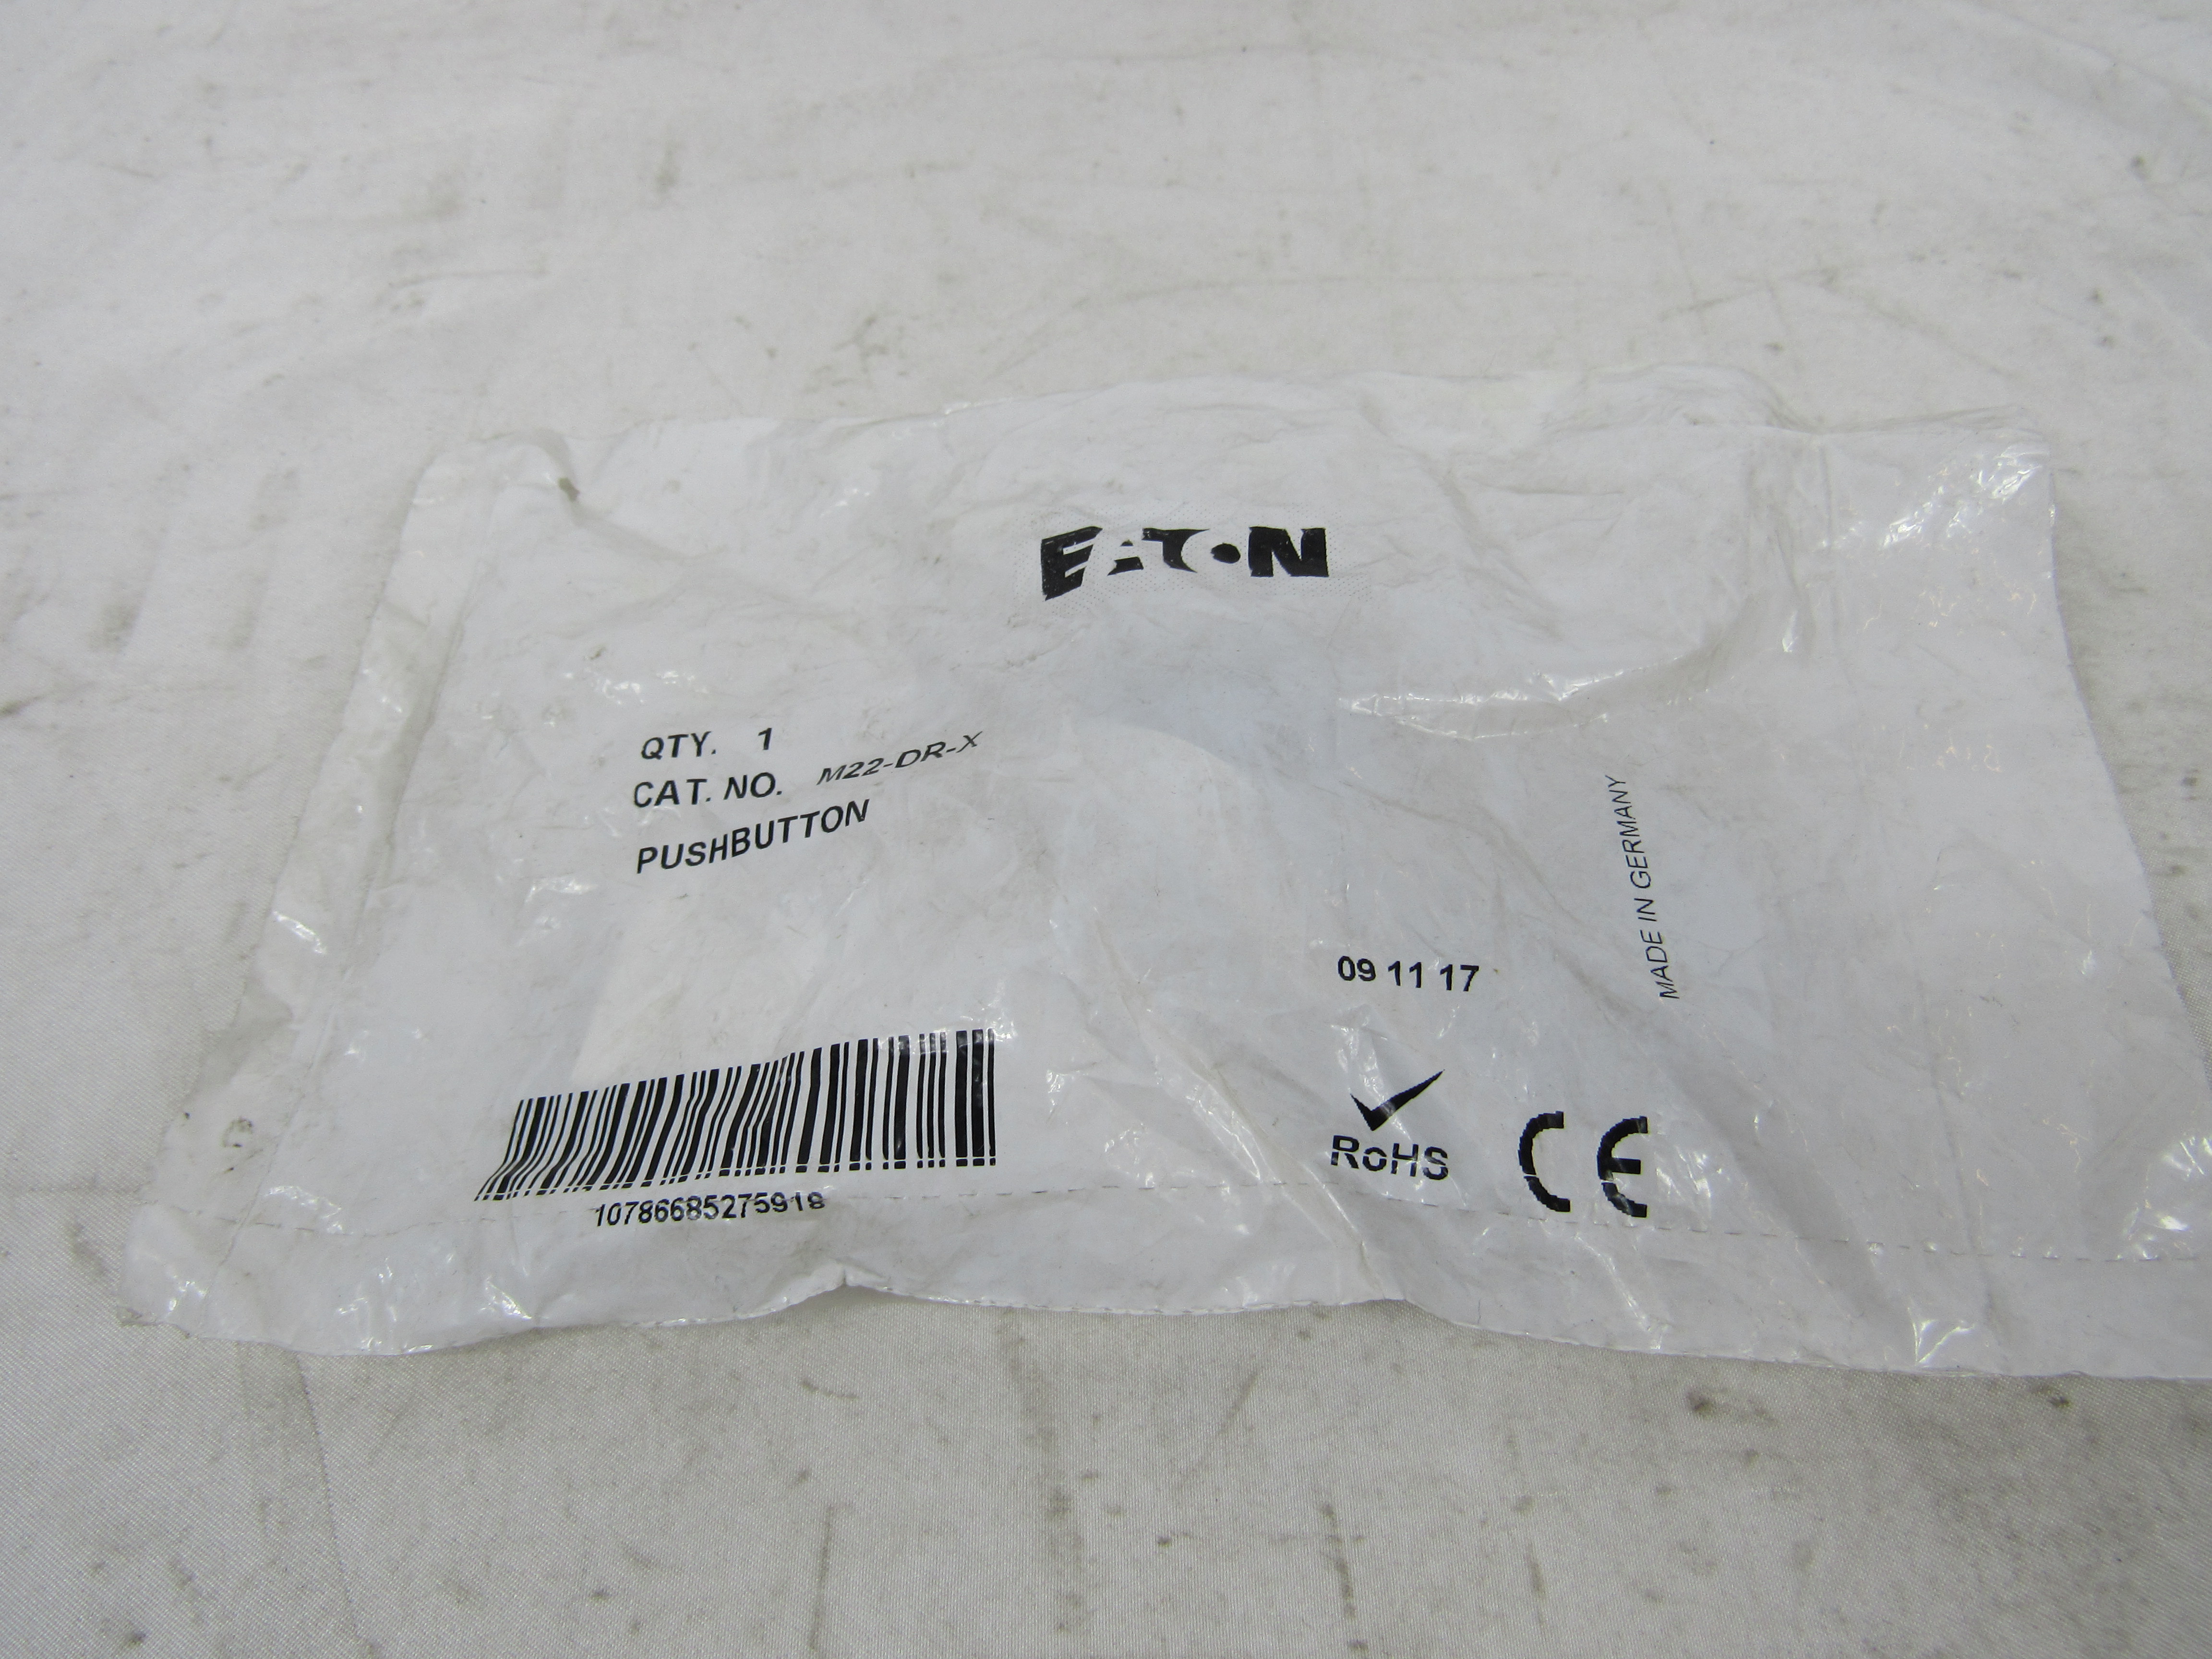 EATON
QTY. 1
CAT. NO. M22-DR-X
PUSHBUTTON
MADE IN GERMANY
09 11 17
10786685275918
RoHS
CE